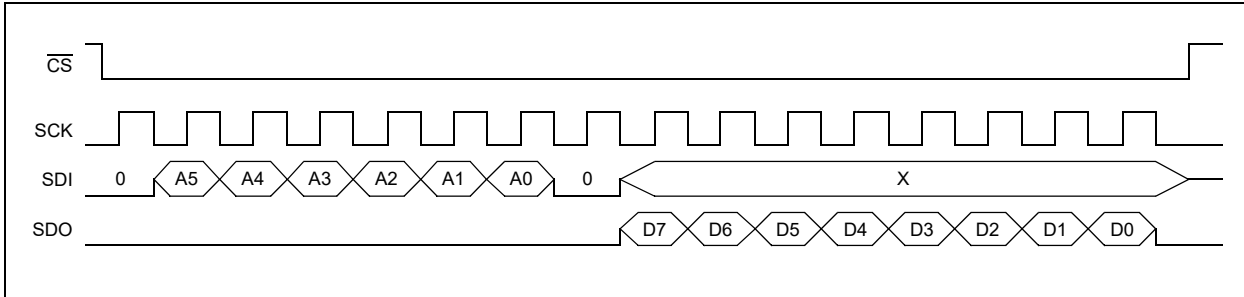 CS
SCK
SDI 0 A5 A4 A3 A2 A1 A0 0 X
SDO D7 D6 D5 D4 D3 D2 D1 D0